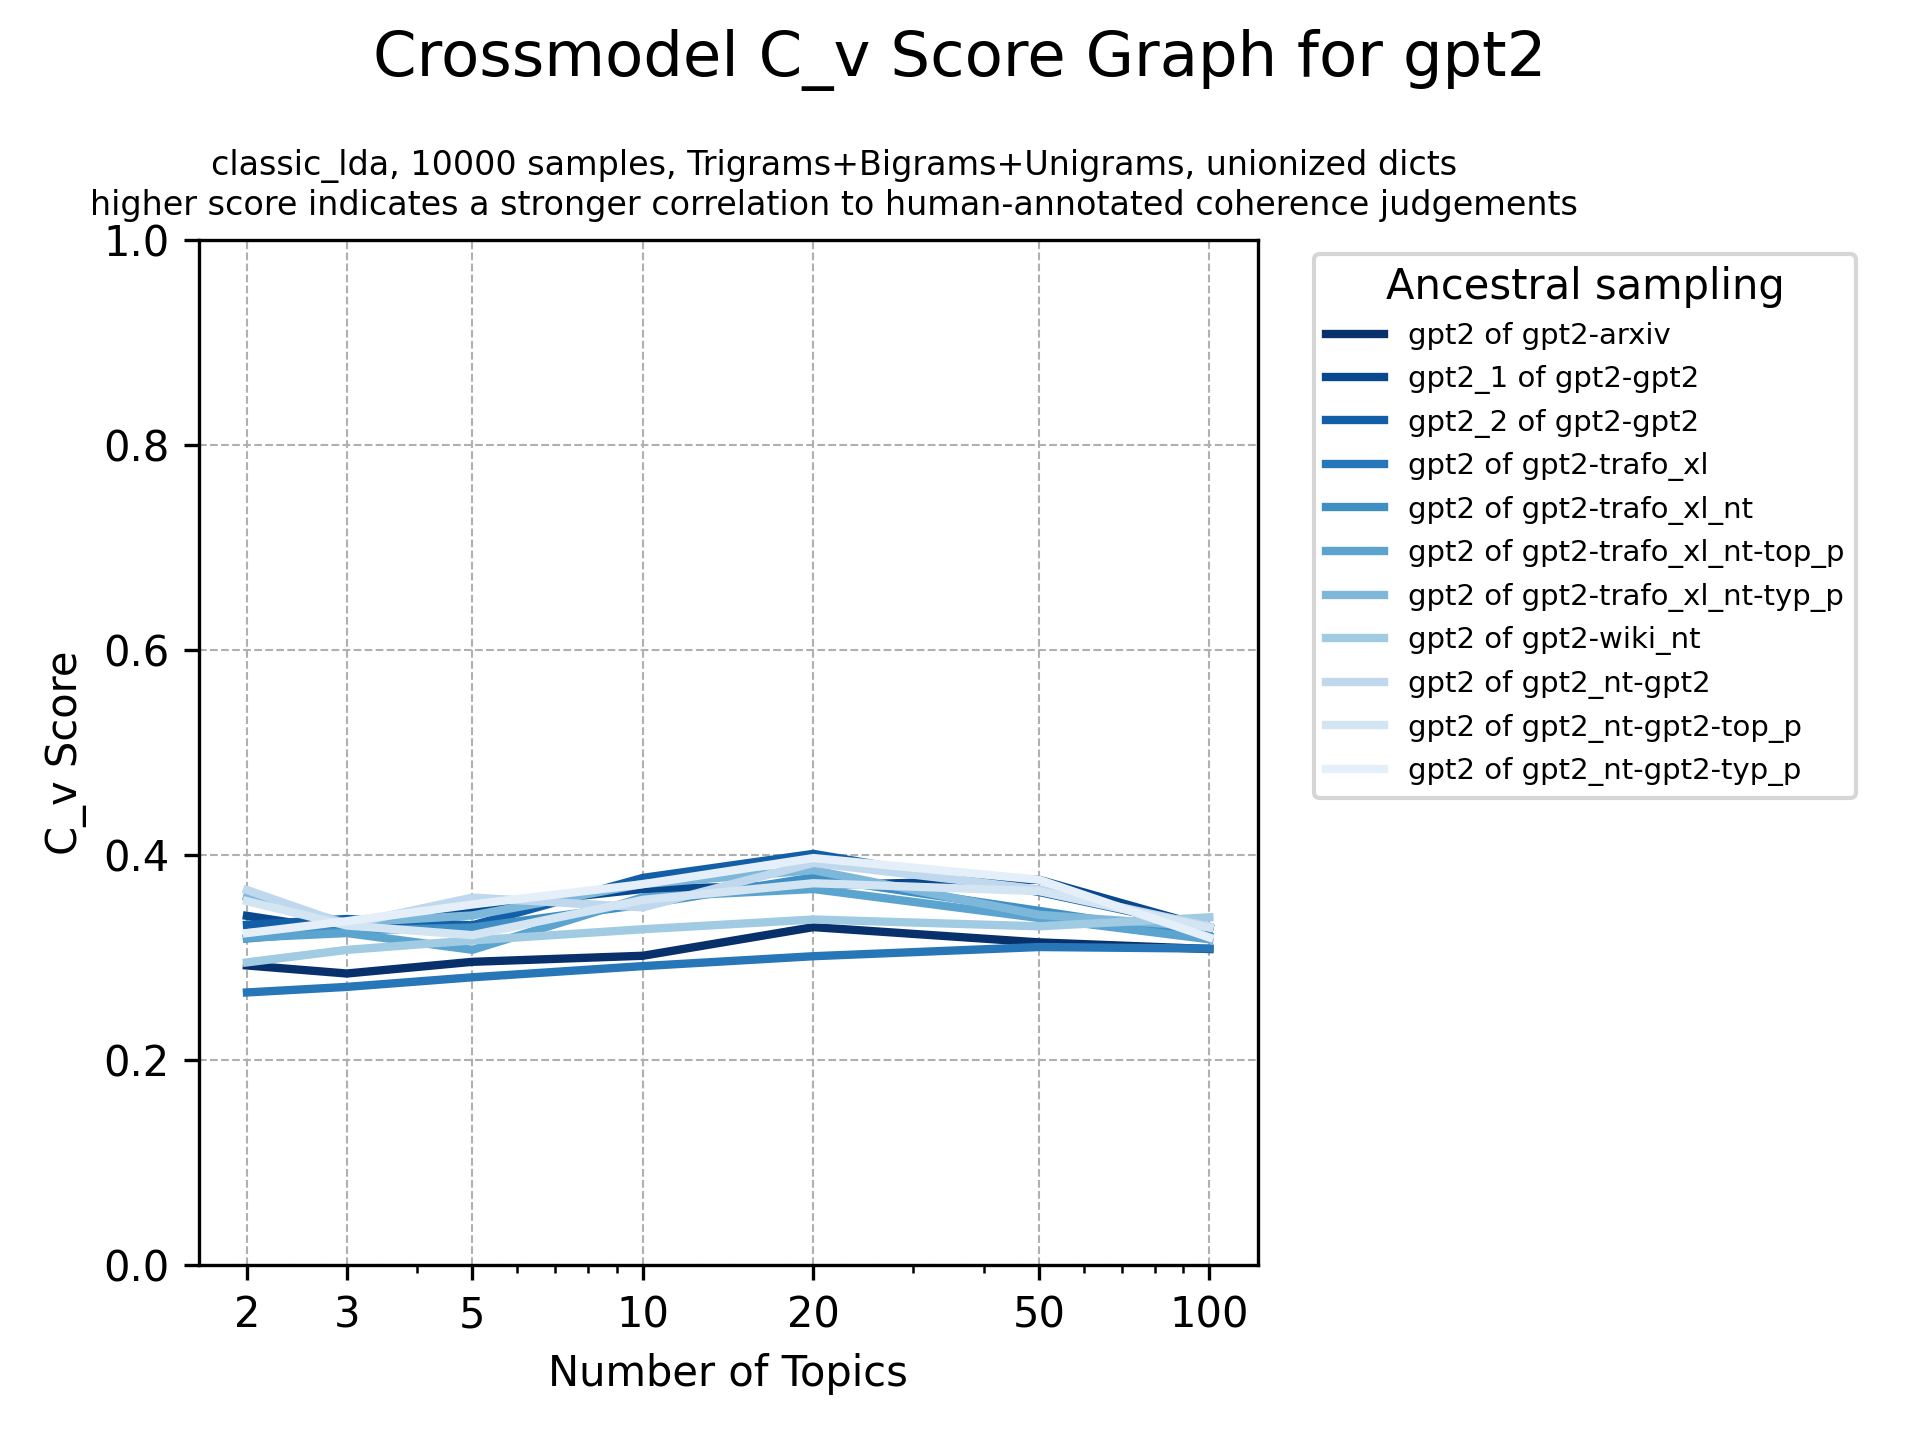 Crossmodel C_v Score Graph for gpt2
classic_lda, 10000 samples, Trigrams+Bigrams+Unigrams, unionized dicts
higher score indicates a stronger correlation to human-annotated coherence judgements
C_v Score
1.0
0.8
0.6
0.4
0.2
0.0
2
3
5
10
20
50
100
Number of Topics
Ancestral sampling
gpt2 of gpt2-arxiv
gpt2_1 of gpt2-gpt2
gpt2_2 of gpt2-gpt2
gpt2 of gpt2-trafo_xl
gpt2 of gpt2-trafo_xl_nt
gpt2 of gpt2-trafo_xl_nt-top_p
gpt2 of gpt2-trafo_xl_nt-typ_p
gpt2 of gpt2-wiki_nt
gpt2 of gpt2_nt-gpt2
gpt2 of gpt2_nt-gpt2-top_p
gpt2 of gpt2_nt-gpt2-typ_p